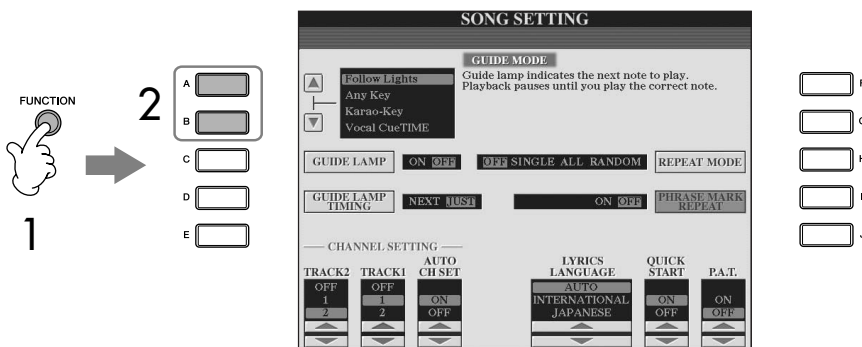 SONG SETTING
GUIDE MODE
Follow Lights
Any Key
Karao-Key
Vocal CueTIME
Guide lamp indicates the next note to play.
Playback pauses until you play the correct note.
FUNCTION
1
2
A
B
C
D
E
GUIDE LAMP ON OFF
OFF SINGLE ALL RANDOM REPEAT MODE
GUIDE LAMP TIMING NEXT JUST
ON OFF PHRASE MARK REPEAT
CHANNEL SETTING
TRACK2
OFF
1
2
TRACK1
OFF
1
2
AUTO CH SET
ON
OFF
LYRICS LANGUAGE
AUTO
INTERNATIONAL
JAPANESE
QUICK START
ON
OFF
P.A.T.
ON
OFF